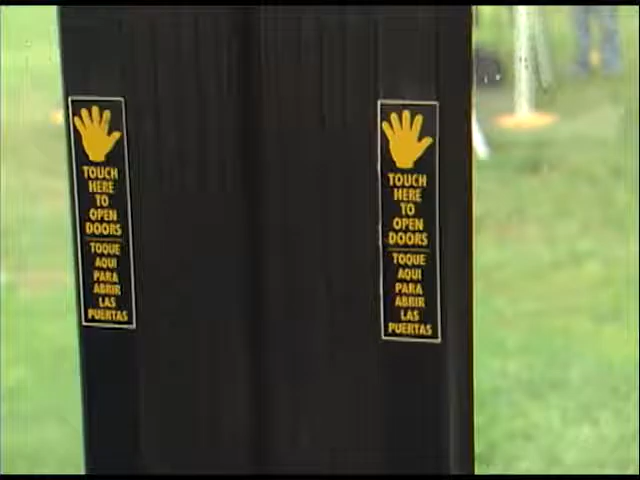 TOUCH
HERE
TO
OPEN
DOORS
TOQUE
AQUI
PARA
ABRIR
LAS
PUERTAS
TOUCH
HERE
TO
OPEN
DOORS
TOQUE
AQUI
PARA
ABRIR
LAS
PUERTAS